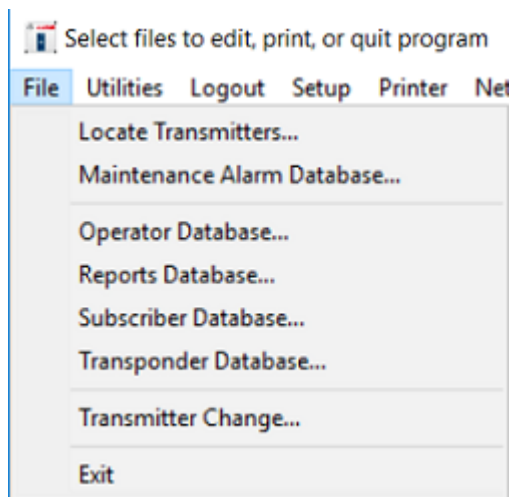 Select files to edit, print, or quit program
File Utilities Logout Setup Printer
Locate Transmitters...
Maintenance Alarm Database...
Operator Database...
Reports Database...
Subscriber Database...
Transponder Database...
Transmitter Change...
Exit